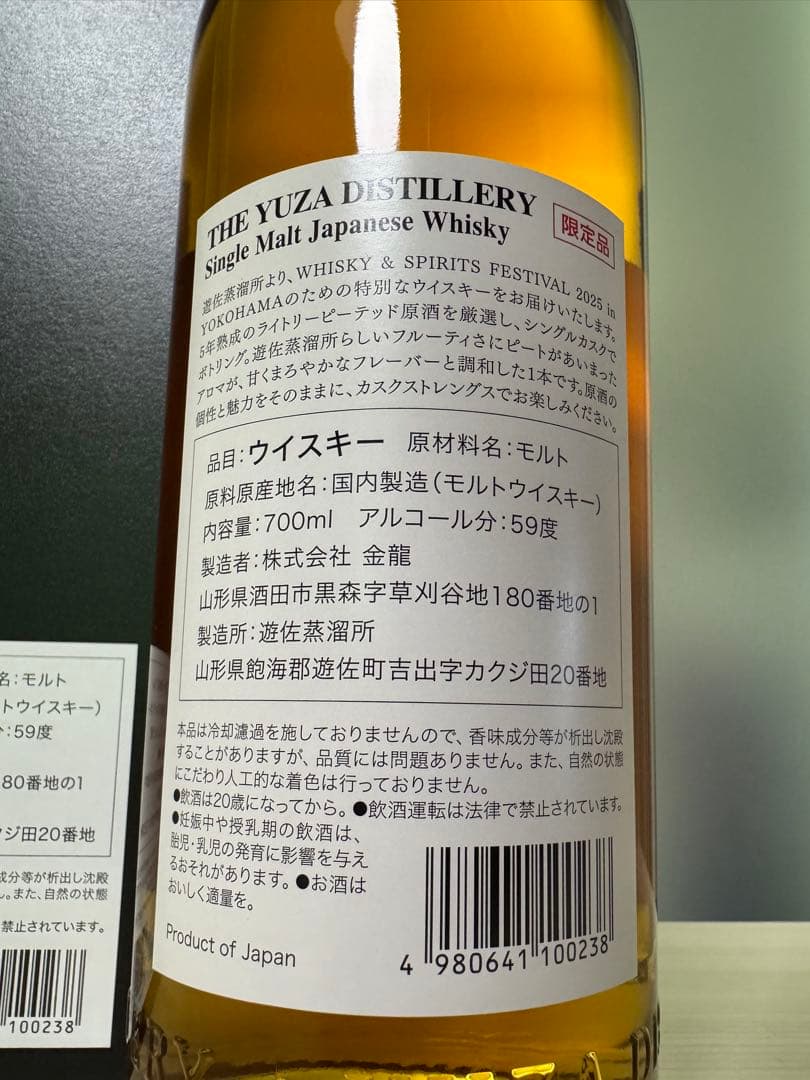 THE YUZA DISTILLERY
Single Malt Japanese Whisky
限定品
遊佐蒸溜所より、WHISKY & SPIRITS FESTIVAL 2025 in
YOKOHAMAのための特別なウイスキーをお届けいたします。
5年熟成のライトリーピーテッド原酒を厳選し、シングルカスクで
ボトリング。遊佐蒸溜所らしいフルーティさにピートがあいまった
アロマが、甘くまろやかなフレーバーと調和した1本です。原酒の
個性と魅力をそのままに、カスクストレングスでお楽しみください。
品目:ウイスキー 原材料名:モルト
原料原産地名:国内製造(モルトウイスキー)
内容量:700ml アルコール分:59度
製造者:株式会社 金龍
山形県酒田市黒森字草刈谷地180番地の1
製造所:遊佐蒸溜所
山形県飽海郡遊佐町吉出字カクジ田20番地
本品は冷却濾過を施しておりませんので、香味成分等が析出し沈殿
することがありますが、品質には問題ありません。また、自然の状態
にこだわり人工的な着色は行っておりません。
●飲酒は20歳になってから。●飲酒運転は法律で禁止されています。
●妊娠中や授乳期の飲酒は、
胎児・乳児の発育に影響を与え
るおそれがあります。●お酒は
おいしく適量を。
Product of Japan
4 980641 100238
名:モルト
トウイスキー)
分:59度
180番地の1
クジ田20番地
成分等が析出し沈殿
ん。また、自然の状態
禁止されています。
100238